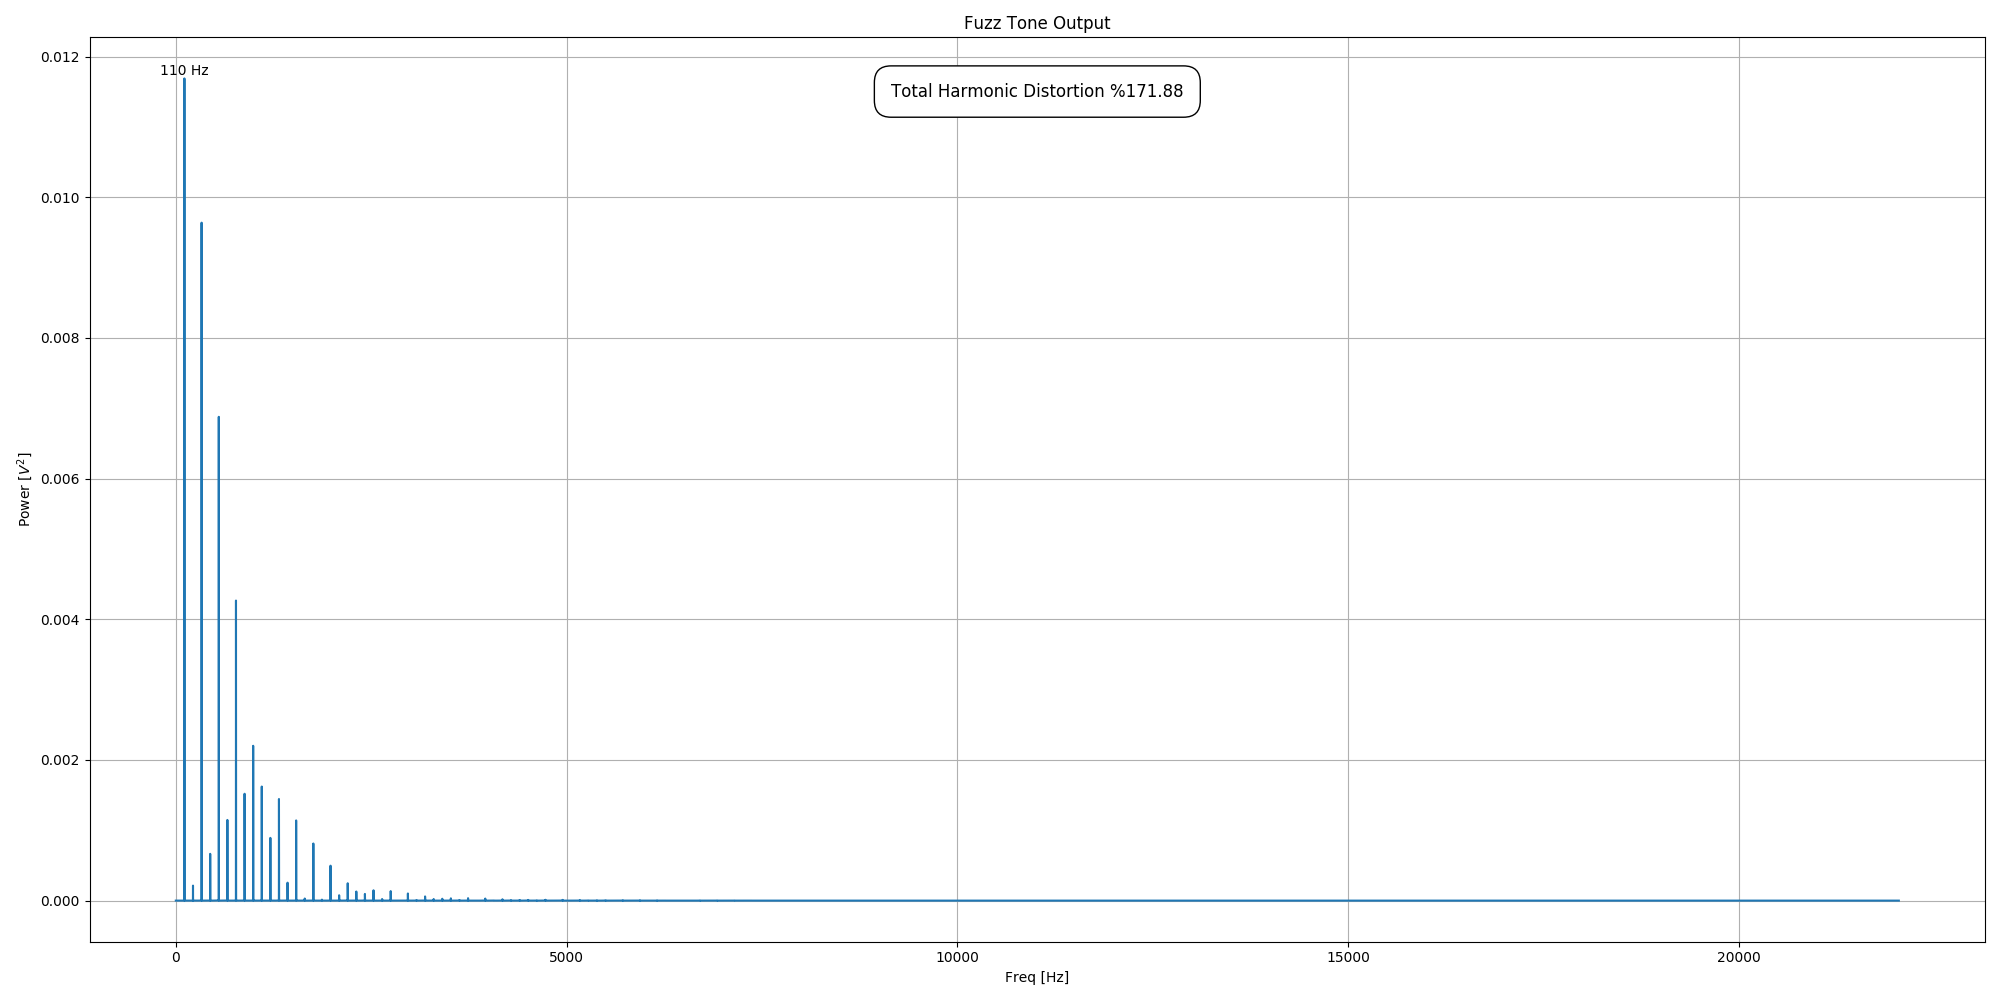 Fuzz Tone Output
0.012
110 Hz
Total Harmonic Distortion %171.88
0.010
0.008
0.006
Power [V²]
0.004
0.002
0.000
0 5000 10000 15000 20000
Freq [Hz]